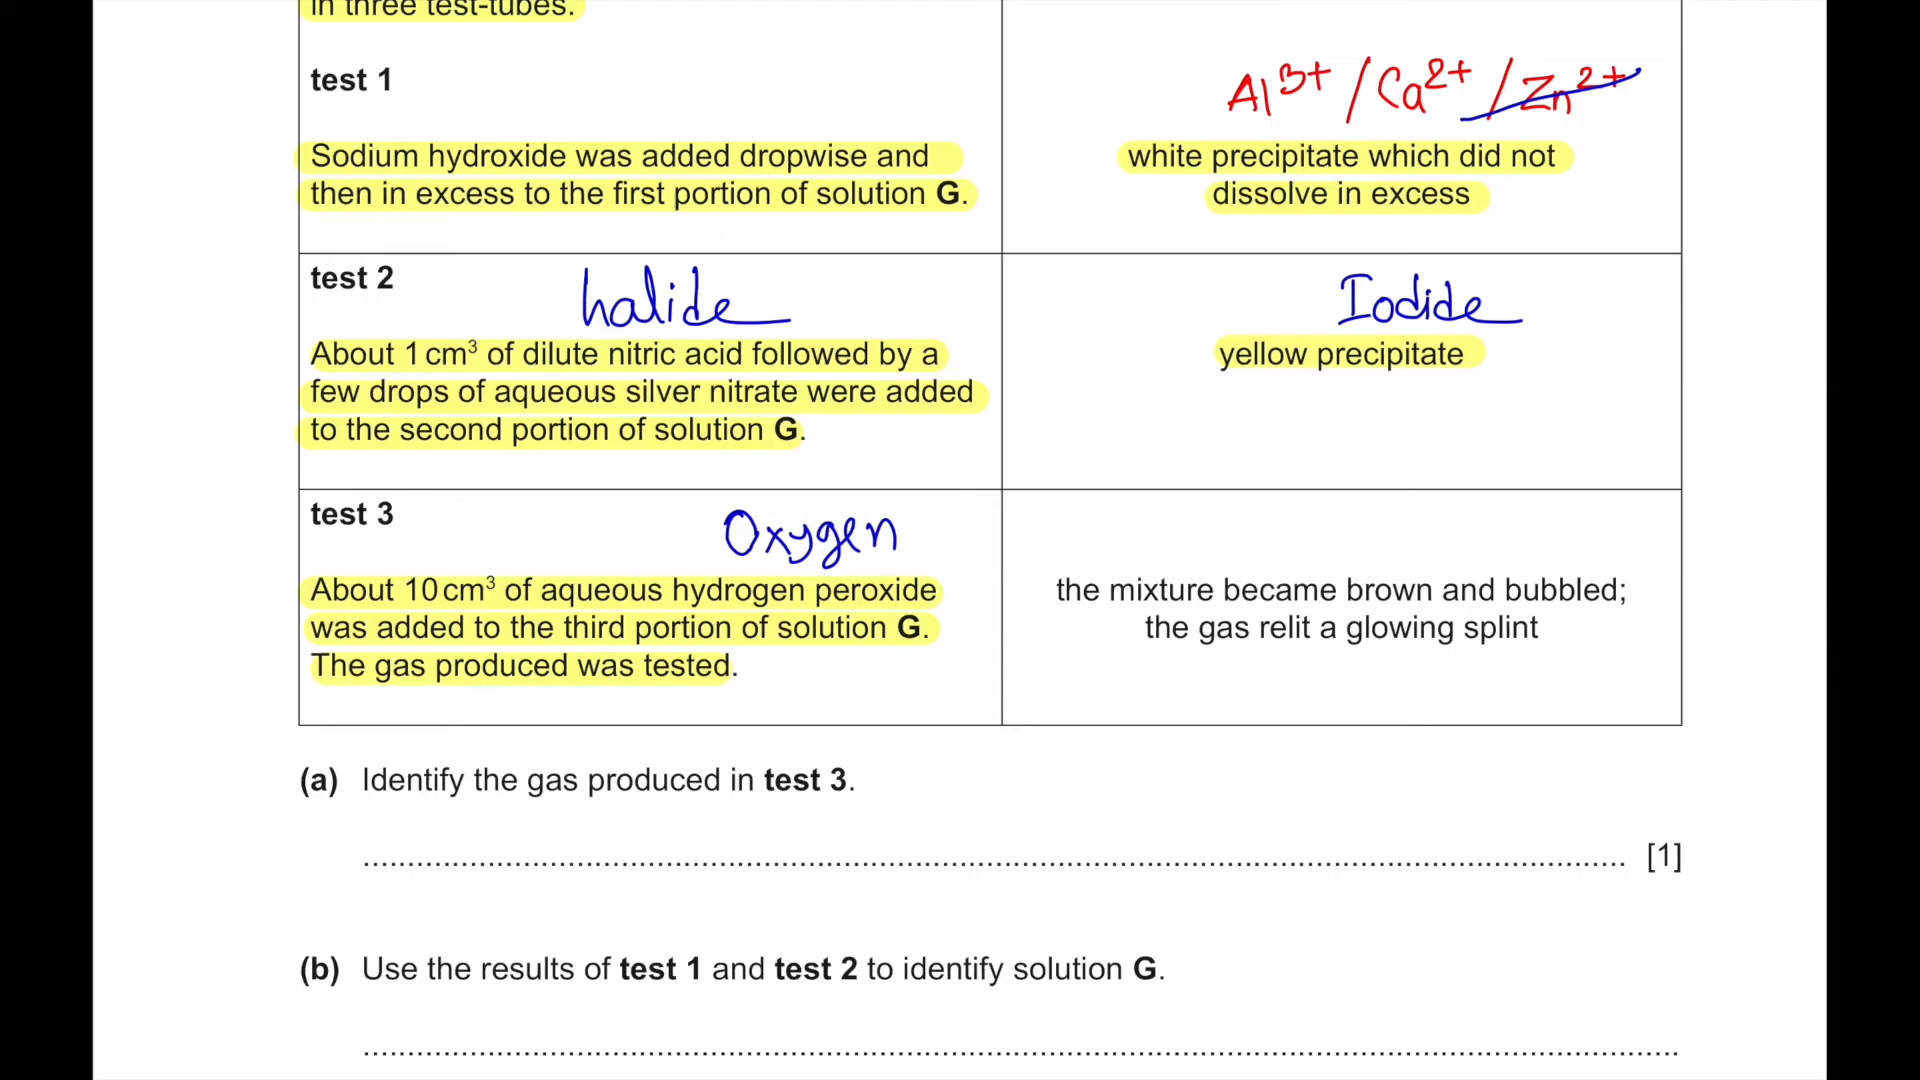 in three test-tubes.
test 1
Al³⁺ / Ca²⁺ / Zn²⁺
Sodium hydroxide was added dropwise and
then in excess to the first portion of solution G.
white precipitate which did not
dissolve in excess
test 2
halide
Iodide
About 1 cm³ of dilute nitric acid followed by a
few drops of aqueous silver nitrate were added
to the second portion of solution G.
yellow precipitate
test 3
Oxygen
About 10 cm³ of aqueous hydrogen peroxide
was added to the third portion of solution G.
The gas produced was tested.
the mixture became brown and bubbled;
the gas relit a glowing splint
(a) Identify the gas produced in test 3.
[1]
(b) Use the results of test 1 and test 2 to identify solution G.